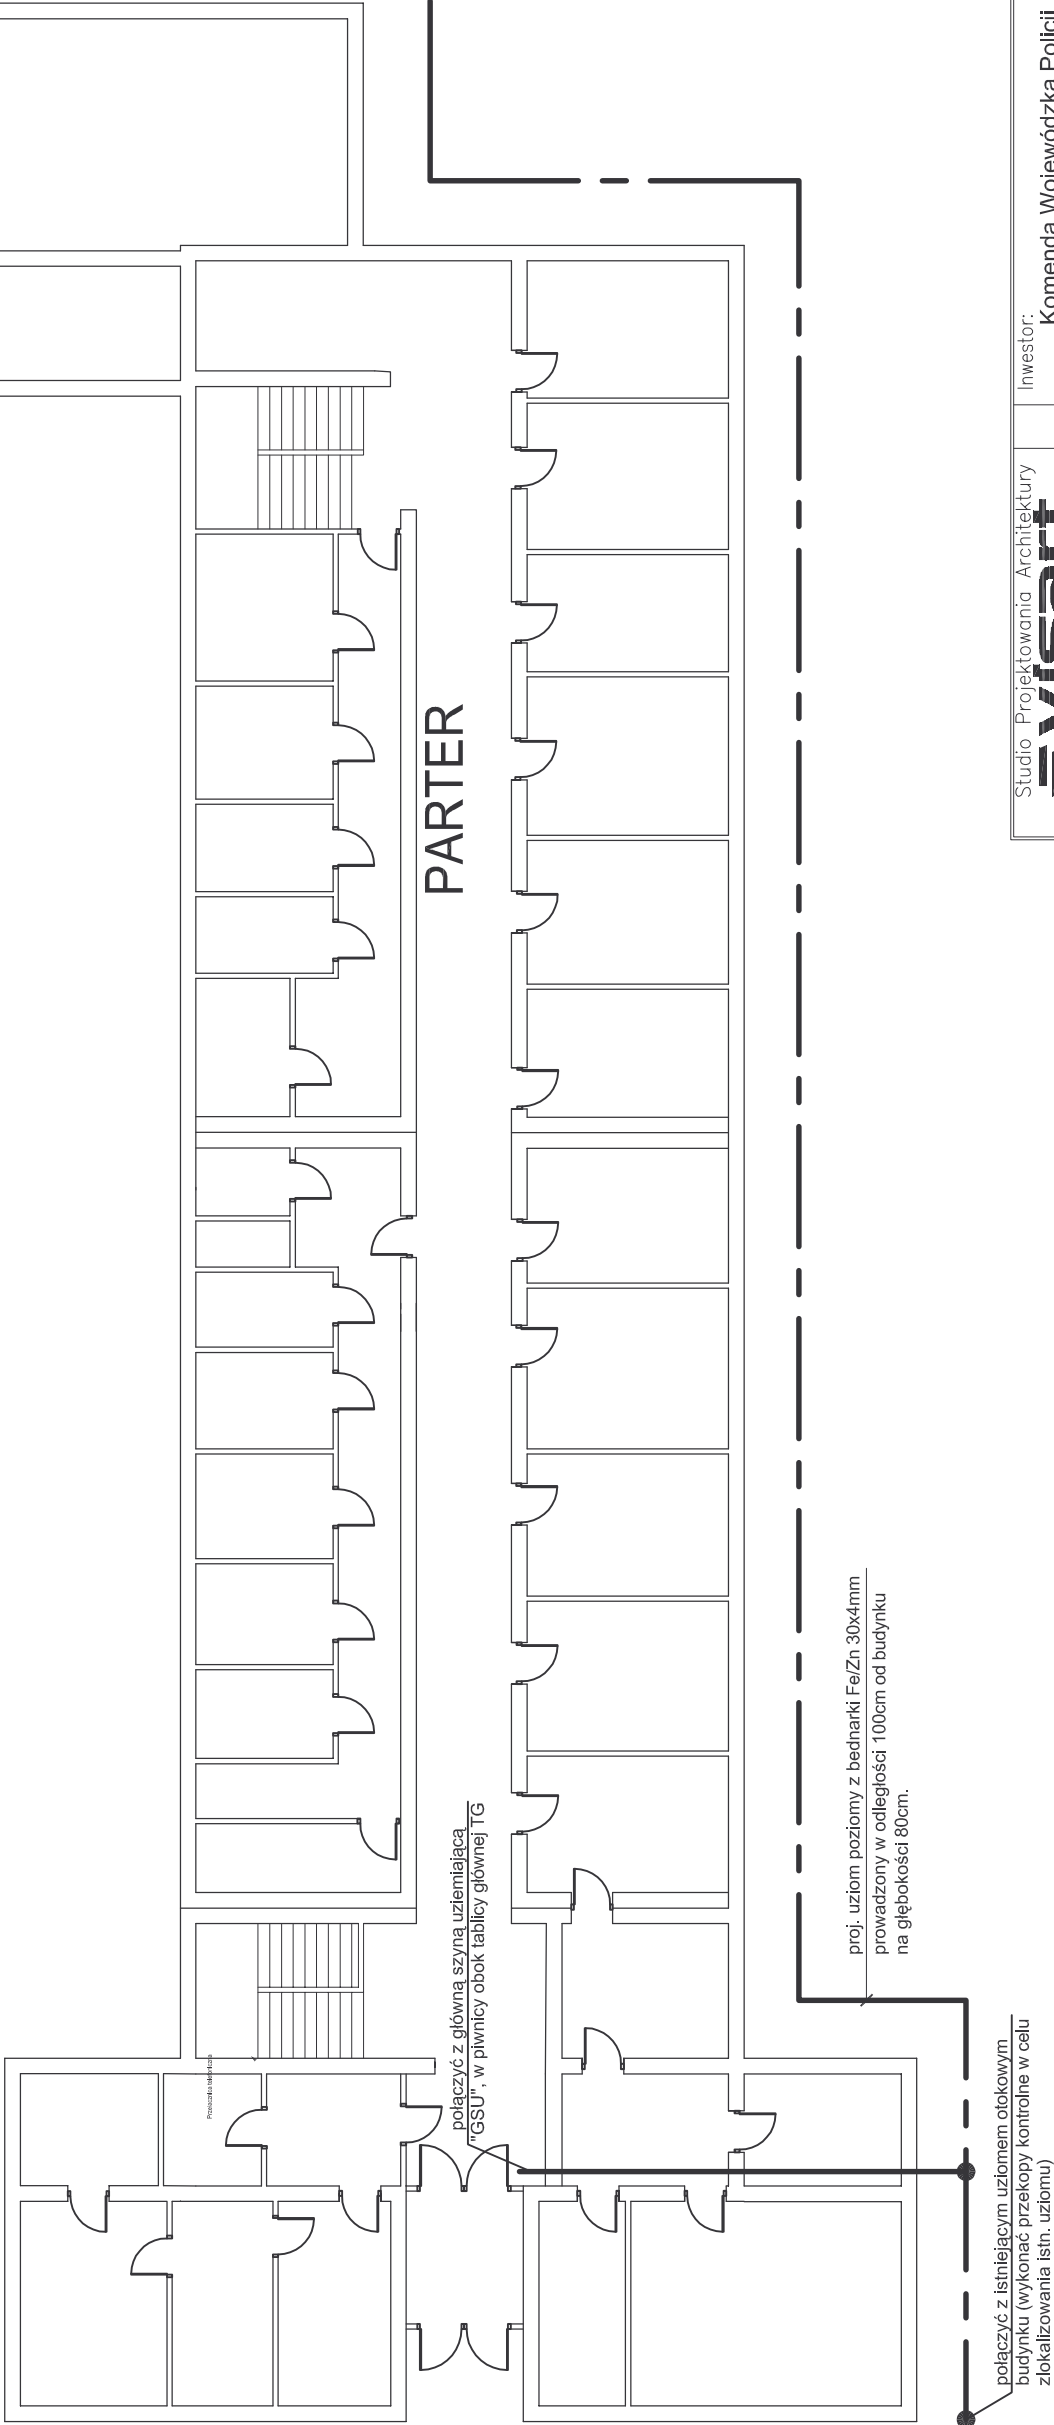 PARTER
połączyć z główną szyną uziemiającą
"GSU", w piwnicy obok tablicy głównej TG
proj. uziom poziomy z bednarki Fe/Zn 30x4mm
prowadzony w odległości 100cm od budynku
na głębokości 80cm.
połączyć z istniejącym uziomem otokowym
budynku (wykonać przekopy kontrolne w celu
zlokalizowania istn. uziomu)
Studio Projektowania Architektury
Inwestor:
Komenda Wojewódzka Policji